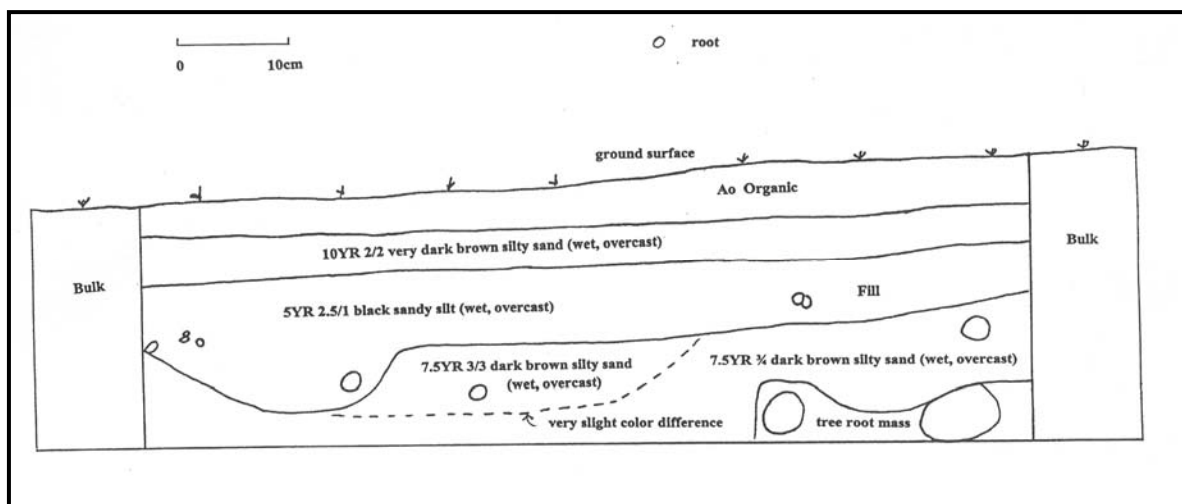 0 10cm
root
ground surface
Ao Organic
10YR 2/2 very dark brown silty sand (wet, overcast)
Bulk
Bulk
5YR 2.5/1 black sandy silt (wet, overcast)
Fill
7.5YR 3/3 dark brown silty sand
(wet, overcast)
7.5YR ¾ dark brown silty sand
(wet, overcast)
very slight color difference
tree root mass